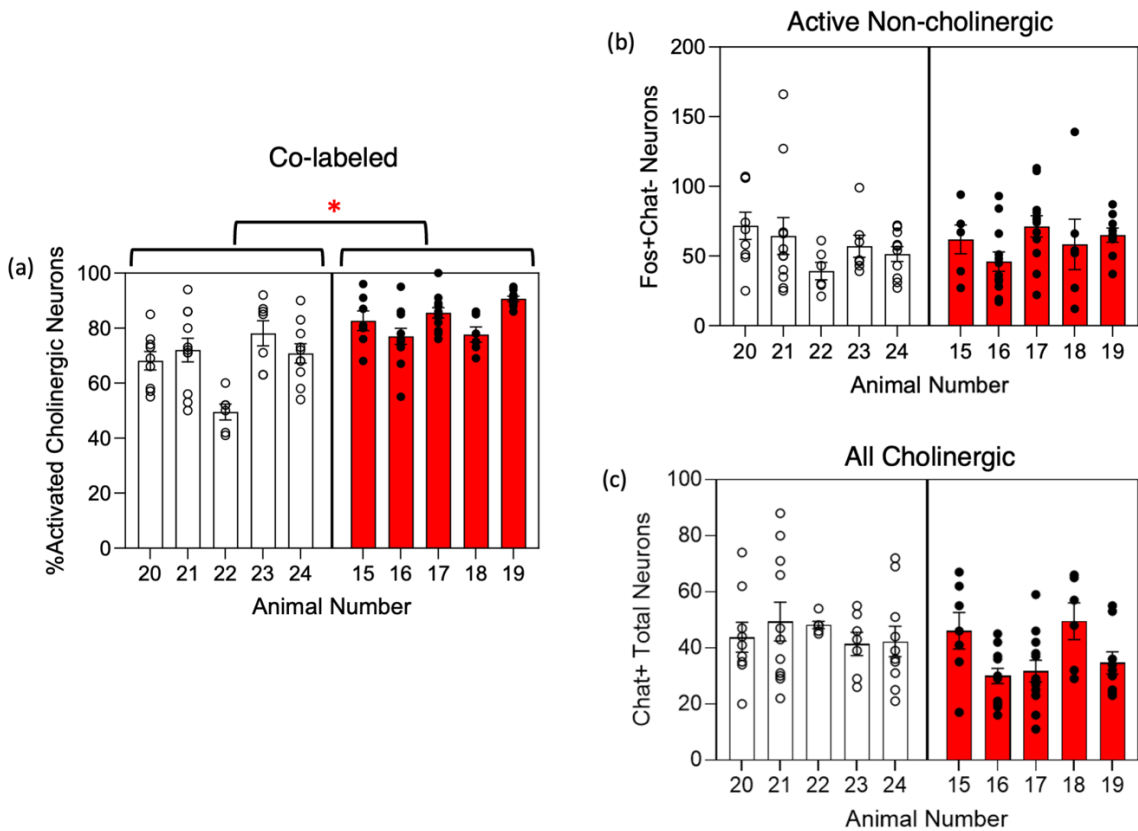 Co-labeled
*
(a)
%Activated Cholinergic Neurons
100
80
60
40
20
0
20 21 22 23 24 15 16 17 18 19
Animal Number
Active Non-cholinergic
(b)
Fos+Chat- Neurons
200
150
100
50
0
20 21 22 23 24 15 16 17 18 19
Animal Number
All Cholinergic
(c)
Chat+ Total Neurons
100
80
60
40
20
0
20 21 22 23 24 15 16 17 18 19
Animal Number